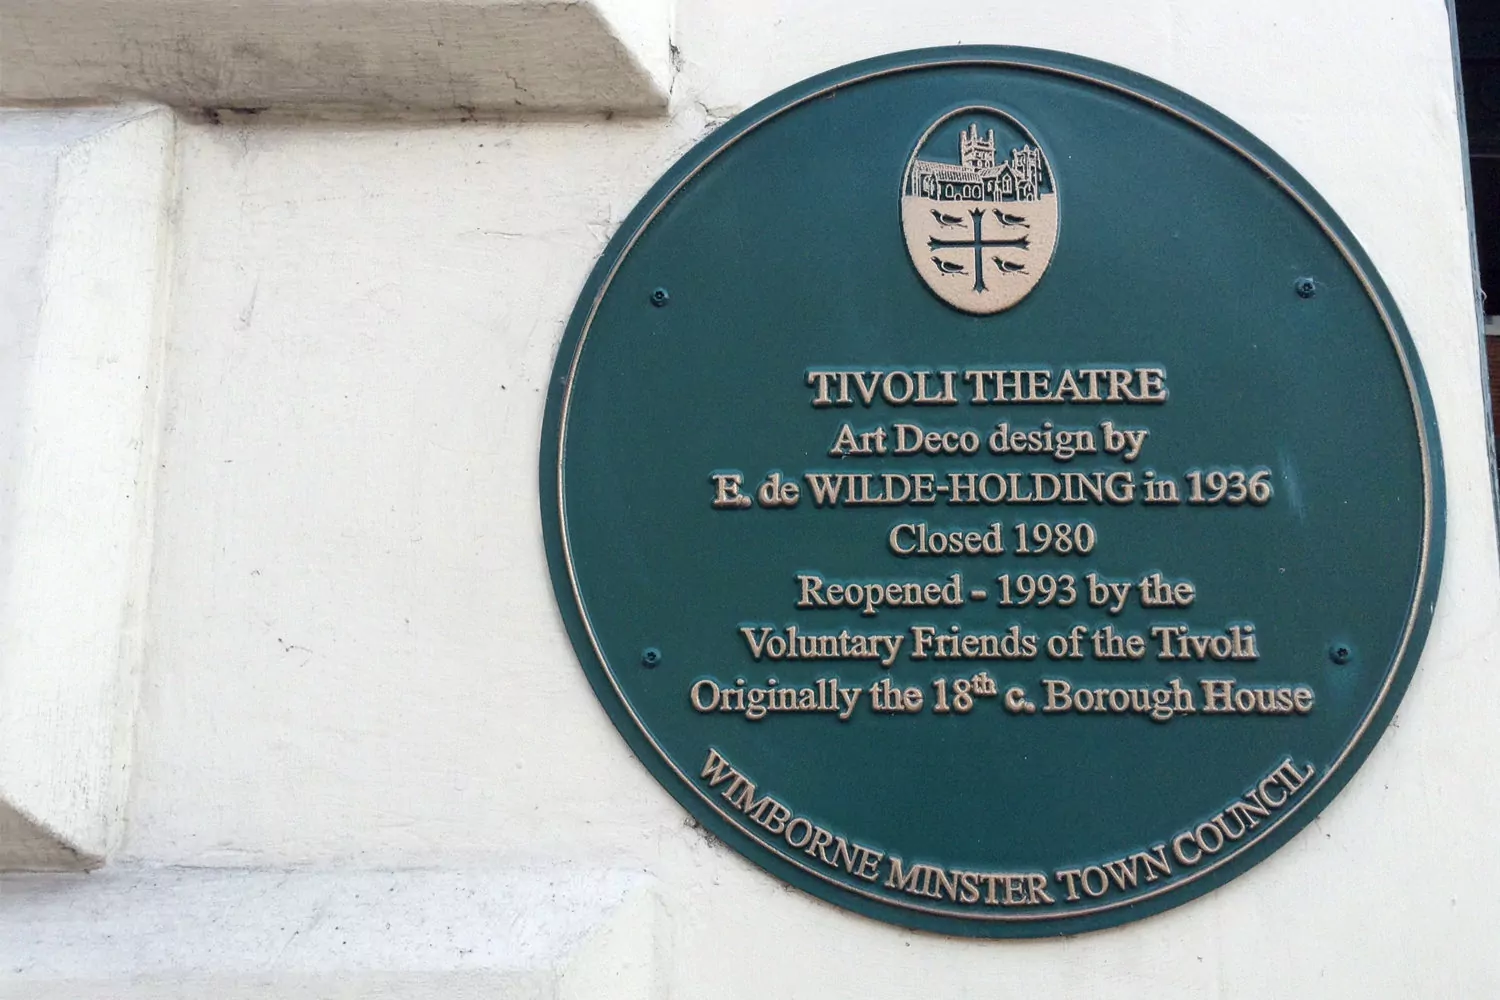 TIVOLI THEATRE
Art Deco design by
E. de WILDE-HOLDING in 1936
Closed 1980
Reopened - 1993 by the
Voluntary Friends of the Tivoli
Originally the 18th c. Borough House
WIMBORNE MINSTER TOWN COUNCIL